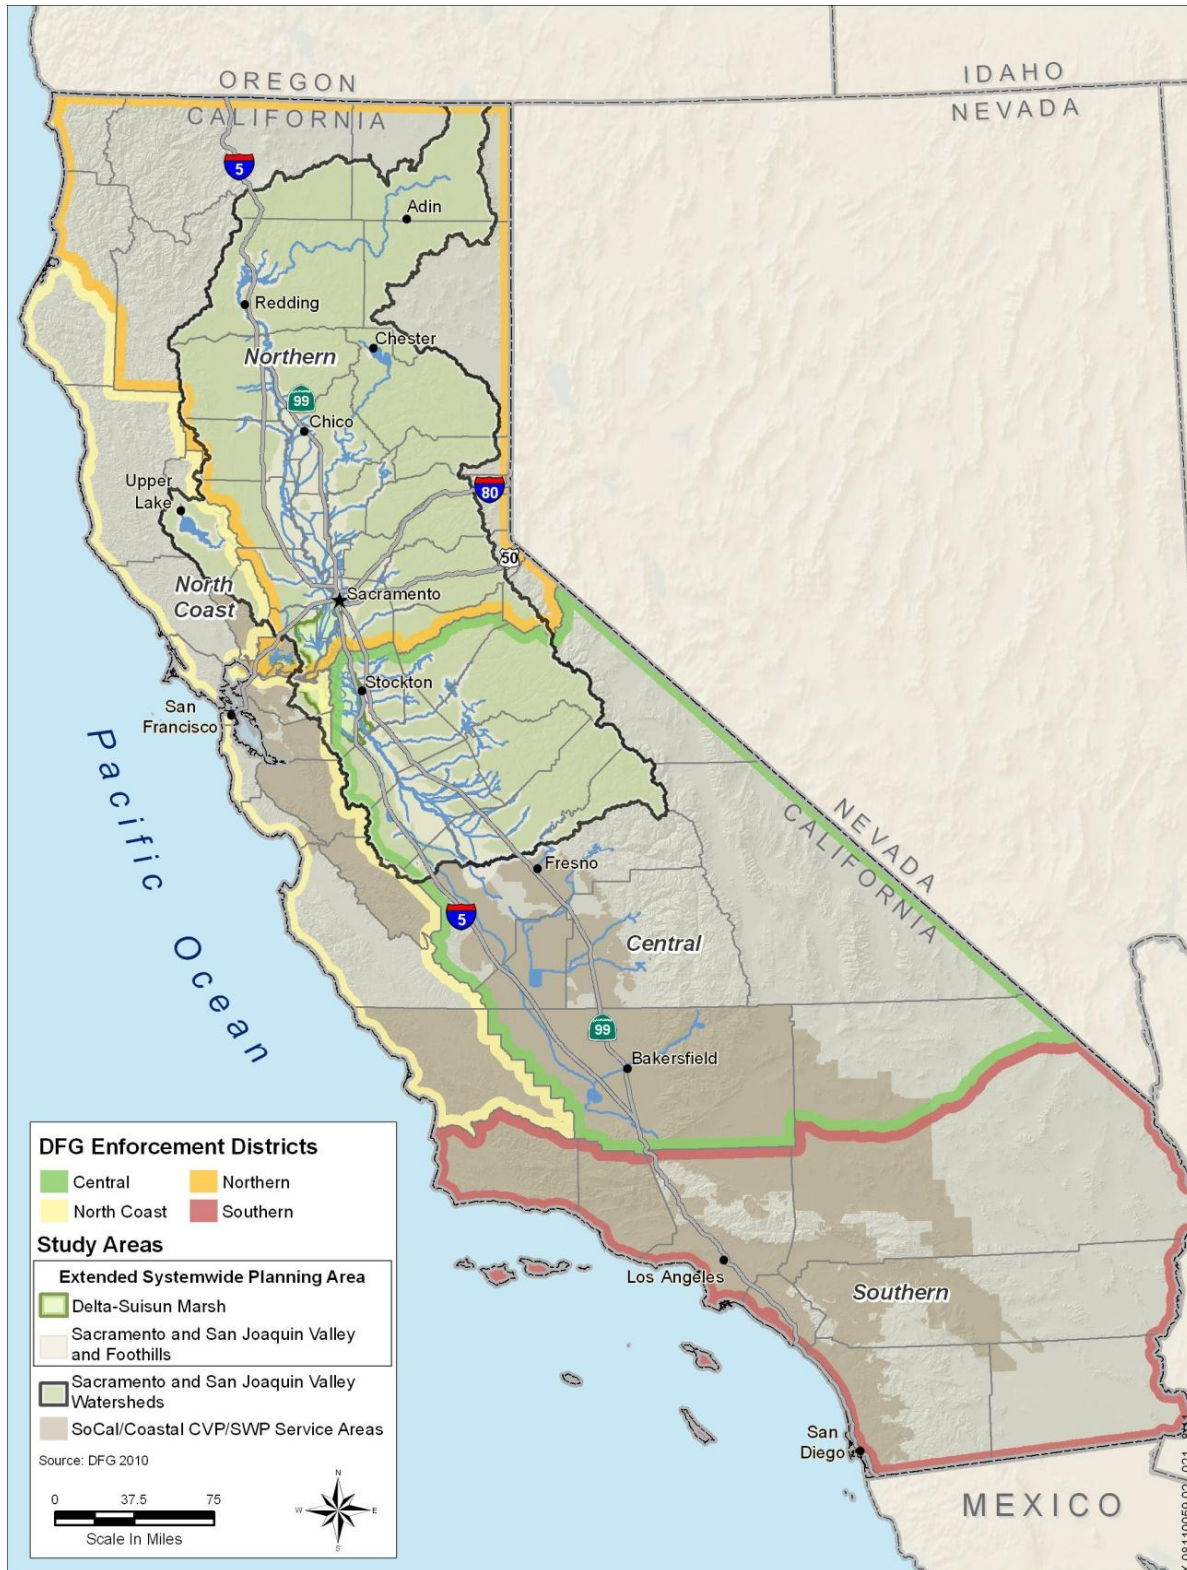 OREGON
IDAHO
CALIFORNIA
NEVADA
5
Adin
Redding
Chester
Northern
99
Chico
Upper
Lake
80
50
North
Coast
Sacramento
Stockton
San
Francisco
Pacific Ocean
NEVADA
CALIFORNIA
Fresno
5
Central
99
Bakersfield
Los Angeles
Southern
San
Diego
MEXICO
DFG Enforcement Districts
Central
Northern
North Coast
Southern
Study Areas
Extended Systemwide Planning Area
Delta-Suisun Marsh
Sacramento and San Joaquin Valley
and Foothills
Sacramento and San Joaquin Valley
Watersheds
SoCal/Coastal CVP/SWP Service Areas
Source: DFG 2010
0 37.5 75
Scale In Miles
N
W
E
S